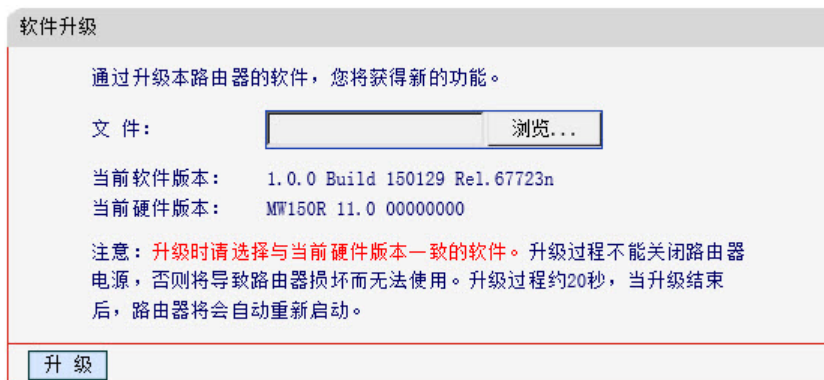 软件升级
通过升级本路由器的软件，您将获得新的功能。
文 件： 浏览...
当前软件版本： 1.0.0 Build 150129 Rel.67723n
当前硬件版本： MW150R 11.0 00000000
注意：升级时请选择与当前硬件版本一致的软件。升级过程不能关闭路由器
电源，否则将导致路由器损坏而无法使用。升级过程约20秒，当升级结束
后，路由器将会自动重新启动。
升 级